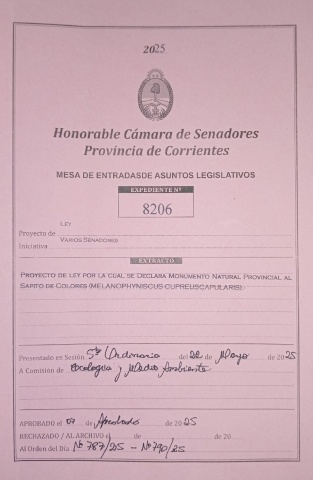 2025
Honorable Cámara de Senadores
Provincia de Corrientes
MESA DE ENTRADASDE ASUNTOS LEGISLATIVOS
EXPEDIENTE Nº
8206
LEY
Proyecto de
VARIOS SENADORES
Iniciativa
EXTRACTO
PROYECTO DE LEY POR LA CUAL SE DECLARA MONUMENTO NATURAL PROVINCIAL AL
SAPITO DE COLORES (MELANOPHYNISCUS CUPREUSCAPULARIS).
Presentado en Sesión 5ta Ordinaria del 22 de Mayo de 2025
A Comisión de Ecología y Medio Ambiente
APROBADO el 07 de de 2025
RECHAZADO / AL ARCHIVO el de de 20
Al Orden del Día Nº 787/25 - Nº 790/25